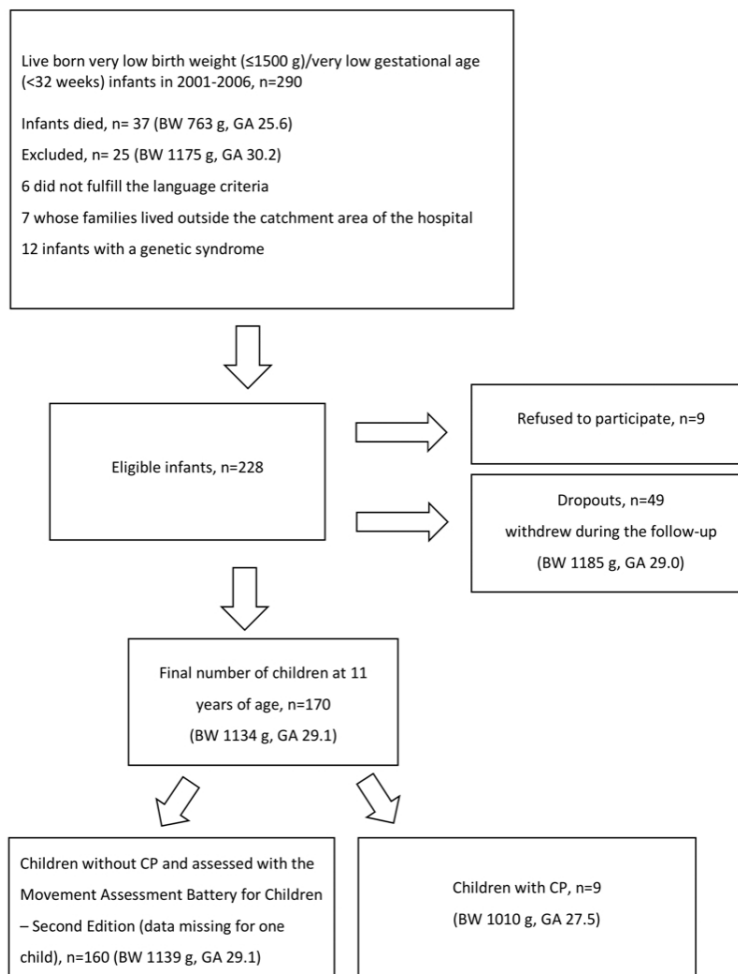 Live born very low birth weight (≤1500 g)/very low gestational age
(<32 weeks) infants in 2001-2006, n=290
Infants died, n= 37 (BW 763 g, GA 25.6)
Excluded, n= 25 (BW 1175 g, GA 30.2)
6 did not fulfill the language criteria
7 whose families lived outside the catchment area of the hospital
12 infants with a genetic syndrome
Eligible infants, n=228
Refused to participate, n=9
Dropouts, n=49
withdrew during the follow-up
(BW 1185 g, GA 29.0)
Final number of children at 11
years of age, n=170
(BW 1134 g, GA 29.1)
Children without CP and assessed with the
Movement Assessment Battery for Children
– Second Edition (data missing for one
child), n=160 (BW 1139 g, GA 29.1)
Children with CP, n=9
(BW 1010 g, GA 27.5)